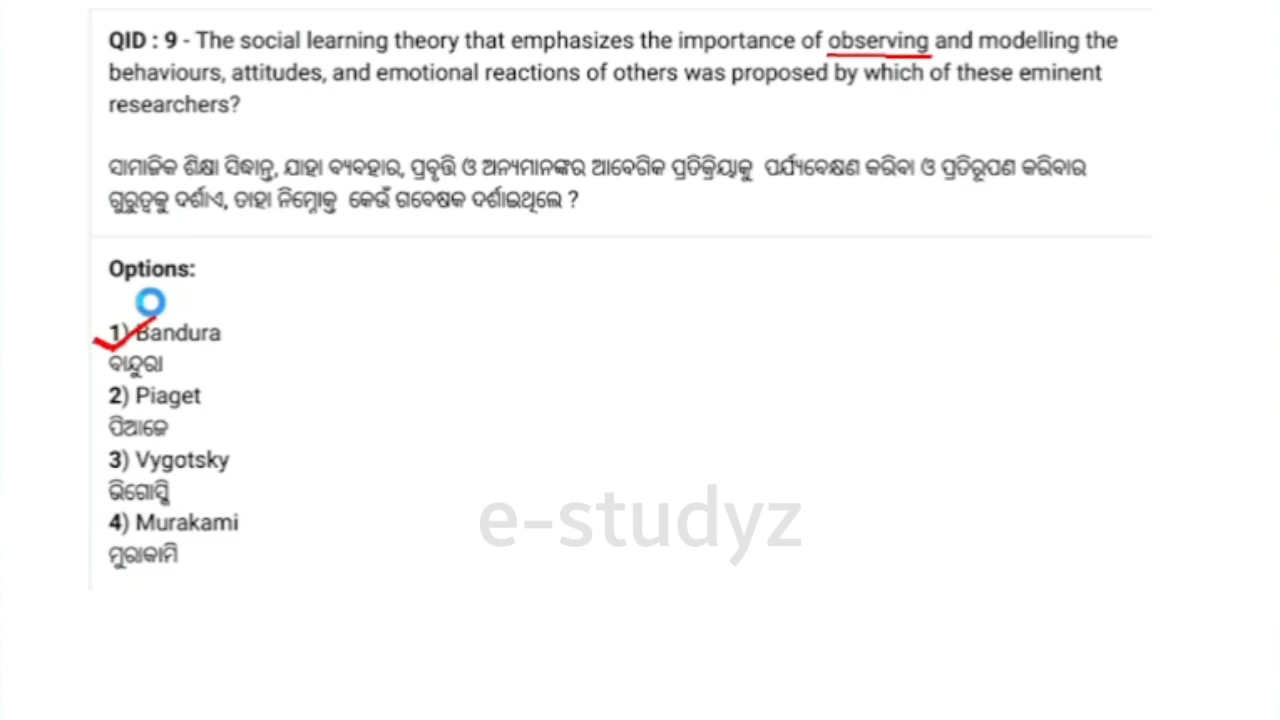 QID : 9 - The social learning theory that emphasizes the importance of observing and modelling the
behaviours, attitudes, and emotional reactions of others was proposed by which of these eminent
researchers?
ସାମାଜିକ ଶିକ୍ଷା ସିଦ୍ଧାନ୍ତ, ଯାହା ବ୍ୟବହାର, ପ୍ରବୃତ୍ତି ଓ ଅନ୍ୟମାନଙ୍କର ଆବେଗିକ ପ୍ରତିକ୍ରିୟାକୁ ପର୍ଯ୍ୟବେକ୍ଷଣ କରିବା ଓ ପ୍ରତିରୂପଣ କରିବାର
ଗୁରୁତ୍ୱକୁ ଦର୍ଶାଏ, ତାହା ନିମ୍ନୋକ୍ତ କେଉଁ ଗବେଷକ ଦର୍ଶାଇଥିଲେ ?
Options:
1) Bandura
ବାନ୍ଦୁରା
2) Piaget
ପିଆଜେ
3) Vygotsky
ଭିଗୋସ୍କି
4) Murakami
ମୁରାକାମି
e-studyz